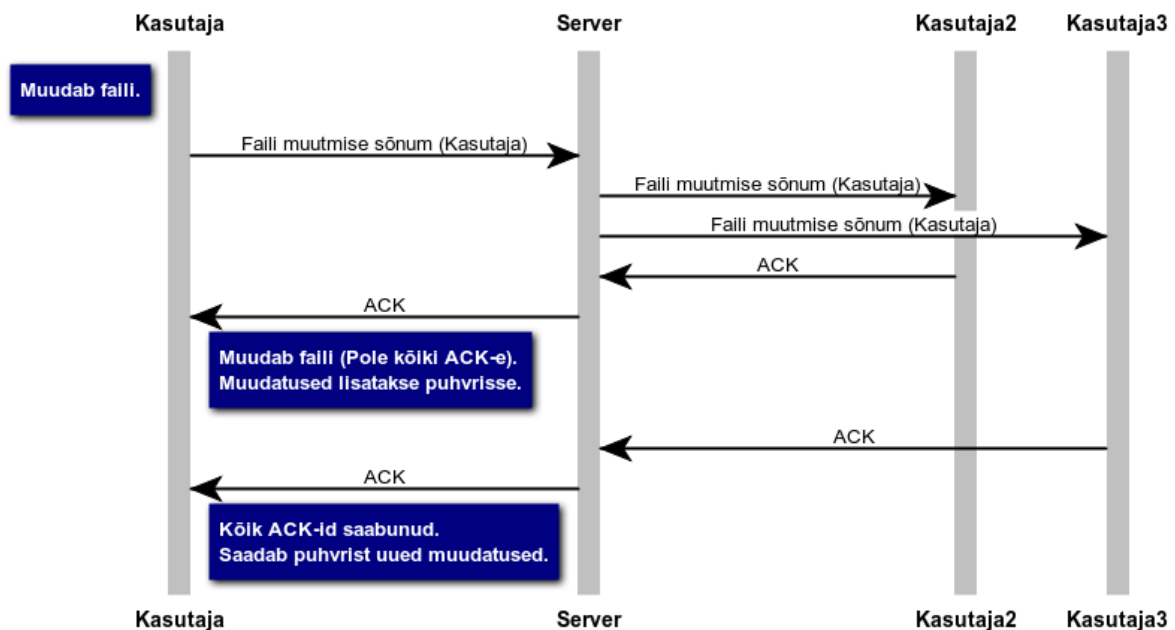 Kasutaja Server Kasutaja2 Kasutaja3
Muudab faili.
Faili muutmise sõnum (Kasutaja)
Faili muutmise sõnum (Kasutaja)
Faili muutmise sõnum (Kasutaja)
ACK
ACK
Muudab faili (Pole kõiki ACK-e).
Muudatused lisatakse puhvrisse.
ACK
ACK
Kõik ACK-id saabunud.
Saadab puhvrist uued muudatused.
Kasutaja Server Kasutaja2 Kasutaja3